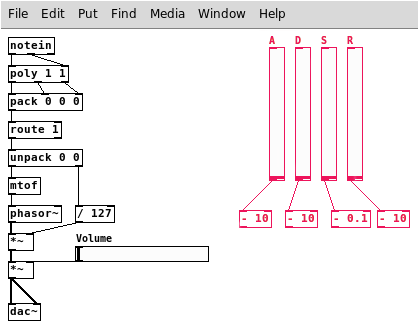 File Edit Put Find Media Window Help
notein
poly 1 1
pack 0 0 0
route 1
unpack 0 0
mtof
phasor~ / 127
*~
Volume
*~
dac~
A D S R
- 10 - 10 - 0.1 - 10